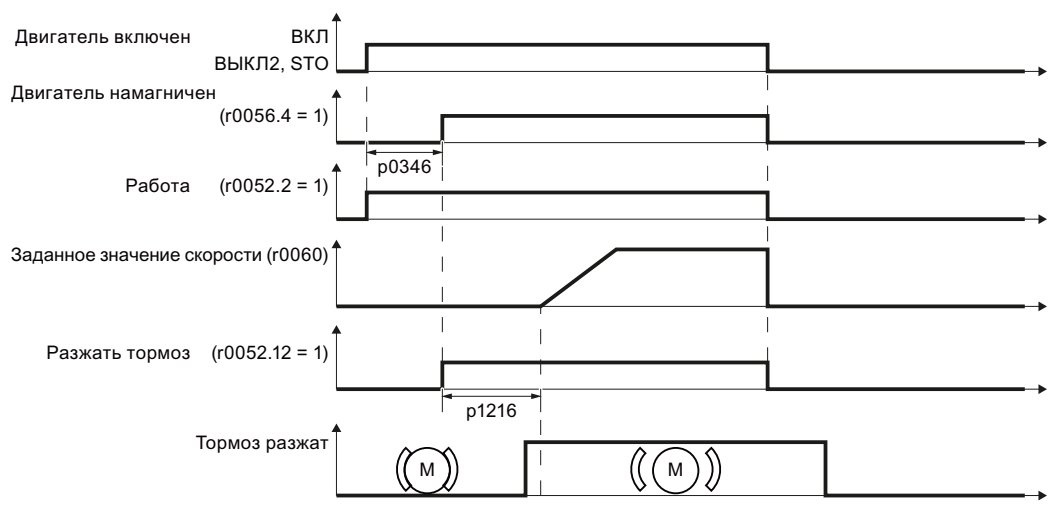 Двигатель включен ВКЛ
ВЫКЛ2, STO
Двигатель намагничен
(r0056.4 = 1)
p0346
Работа (r0052.2 = 1)
Заданное значение скорости (r0060)
Разжать тормоз (r0052.12 = 1)
p1216
Тормоз разжат
M M